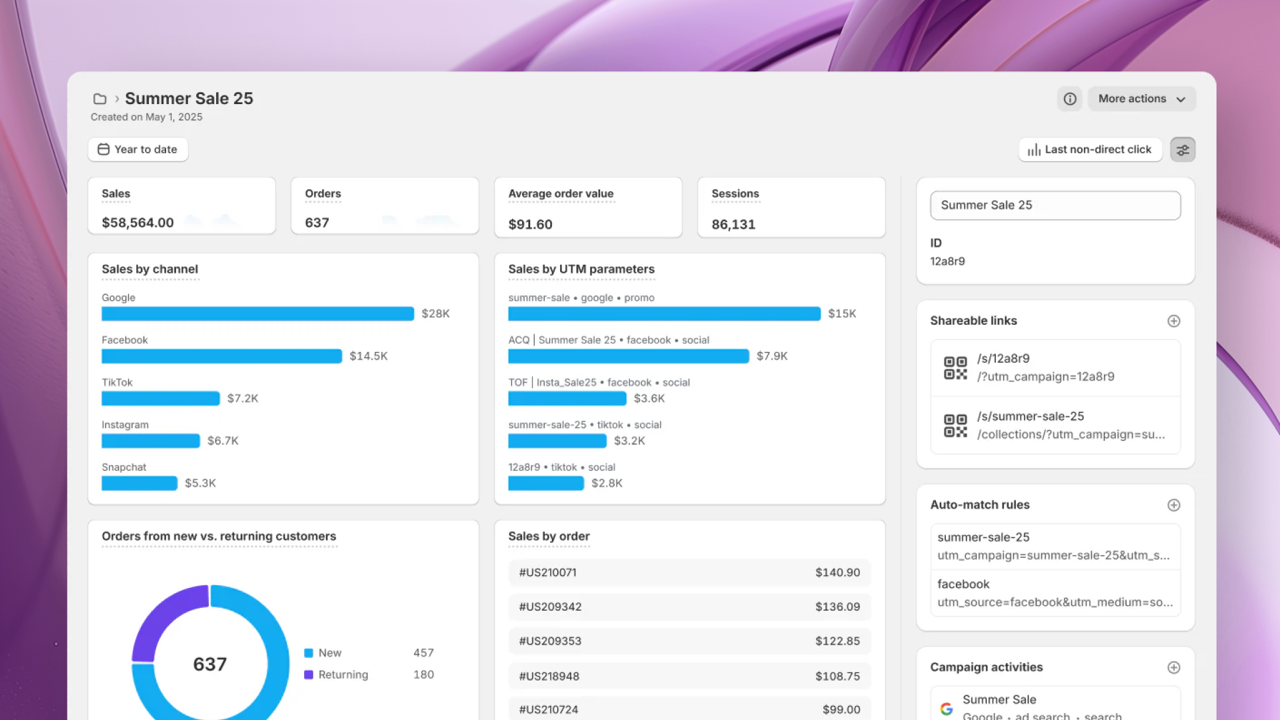 Summer Sale 25
More actions
Created on May 1, 2025
Year to date
Last non-direct click
Sales
$58,564.00
Orders
637
Average order value
$91.60
Sessions
86,131
Sales by channel
Google
$28K
Facebook
$14.5K
TikTok
$7.2K
Instagram
$6.7K
Snapchat
$5.3K
Sales by UTM parameters
summer-sale • google • promo
$15K
ACQ | Summer Sale 25 • facebook • social
$7.9K
TOF | Insta_Sale25 • facebook • social
$3.6K
summer-sale-25 • tiktok • social
$3.2K
12a8r9 • tiktok • social
$2.8K
Orders from new vs. returning customers
637
New 457
Returning 180
Sales by order
#US210071 $140.90
#US209342 $136.09
#US209353 $122.85
#US218948 $108.75
#US210724 $99.00
Summer Sale 25
ID
12a8r9
Shareable links
/s/12a8r9
/?utm_campaign=12a8r9
/s/summer-sale-25
/collections/?utm_campaign=su...
Auto-match rules
summer-sale-25
utm_campaign=summer-sale-25&utm_s...
facebook
utm_source=facebook&utm_medium=so...
Campaign activities
Summer Sale
Google • ad search • search